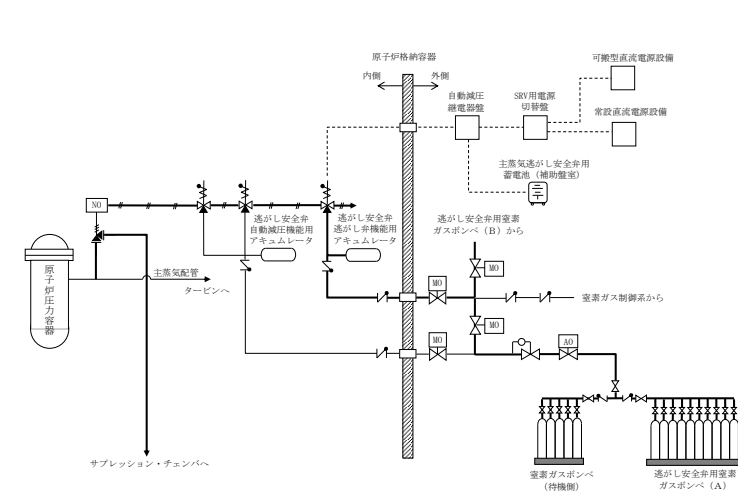 原子炉格納容器
内側
外側
可搬型直流電源設備
自動減圧
継電器盤
SRV用電源
切替盤
常設直流電源設備
主蒸気逃がし安全弁用
蓄電池（補助盤室）
NO
逃がし安全弁
自動減圧機能用
アキュムレータ
逃がし安全弁
逃がし弁機能用
アキュムレータ
逃がし安全弁用窒素
ガスボンベ（B）から
原子炉圧力容器
主蒸気配管
タービンへ
MO
MO
窒素ガス制御系から
MO
MO
AO
サプレッション・チェンバへ
窒素ガスボンベ
（待機側）
逃がし安全弁用窒素
ガスボンベ（A）